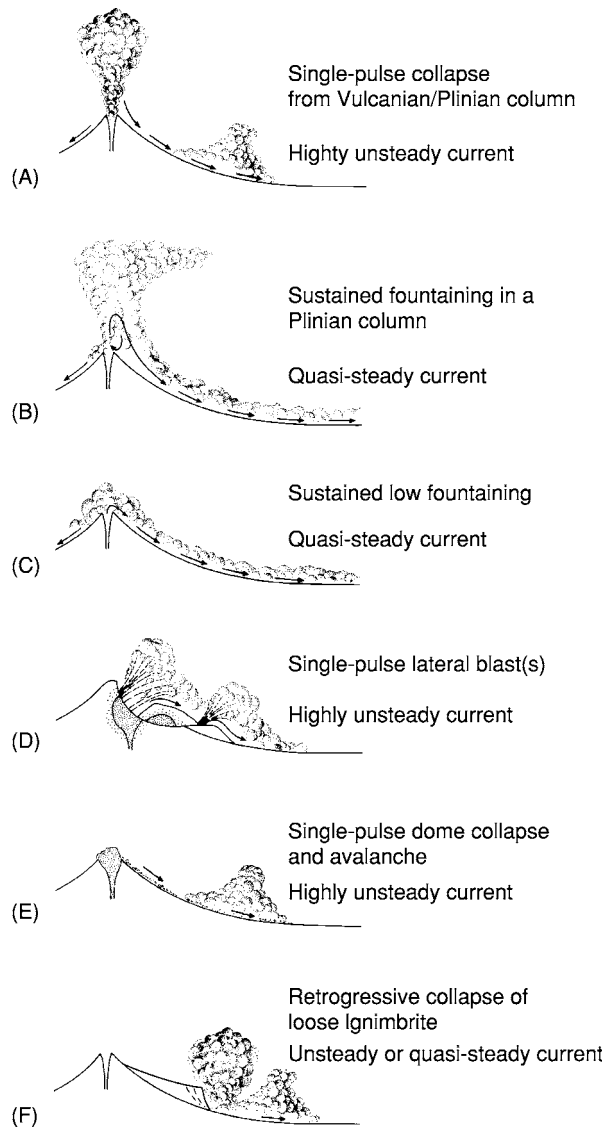 Single-pulse collapse
from Vulcanian/Plinian column
Highty unsteady current
(A)
Sustained fountaining in a
Plinian column
Quasi-steady current
(B)
Sustained low fountaining
Quasi-steady current
(C)
Single-pulse lateral blast(s)
Highly unsteady current
(D)
Single-pulse dome collapse
and avalanche
Highly unsteady current
(E)
Retrogressive collapse of
loose Ignimbrite
Unsteady or quasi-steady current
(F)